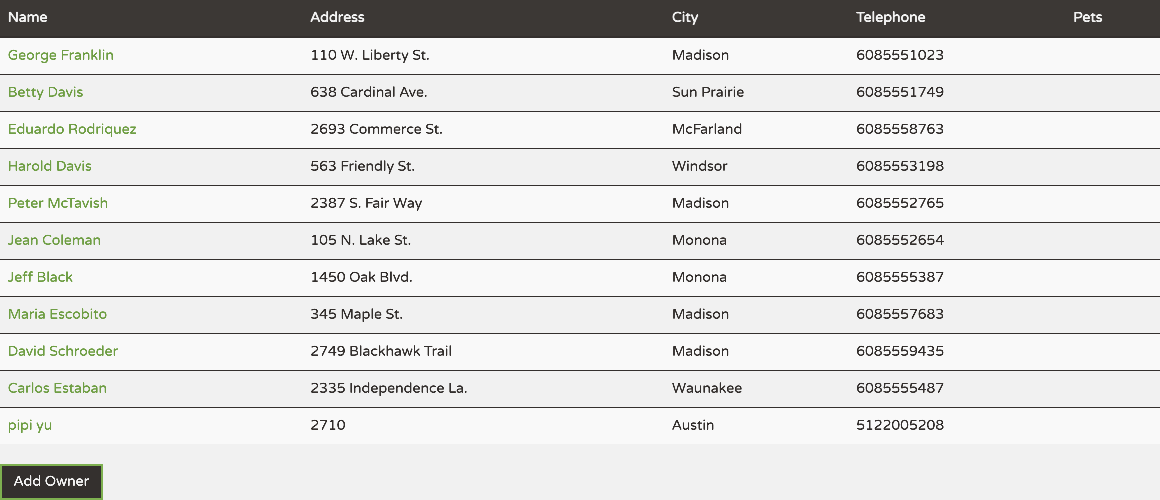 Name Address City Telephone Pets
George Franklin 110 W. Liberty St. Madison 6085551023
Betty Davis 638 Cardinal Ave. Sun Prairie 6085551749
Eduardo Rodriquez 2693 Commerce St. McFarland 6085558763
Harold Davis 563 Friendly St. Windsor 6085553198
Peter McTavish 2387 S. Fair Way Madison 6085552765
Jean Coleman 105 N. Lake St. Monona 6085552654
Jeff Black 1450 Oak Blvd. Monona 6085555387
Maria Escobito 345 Maple St. Madison 6085557683
David Schroeder 2749 Blackhawk Trail Madison 6085559435
Carlos Estaban 2335 Independence La. Waunakee 6085555487
pipi yu 2710 Austin 5122005208
Add Owner